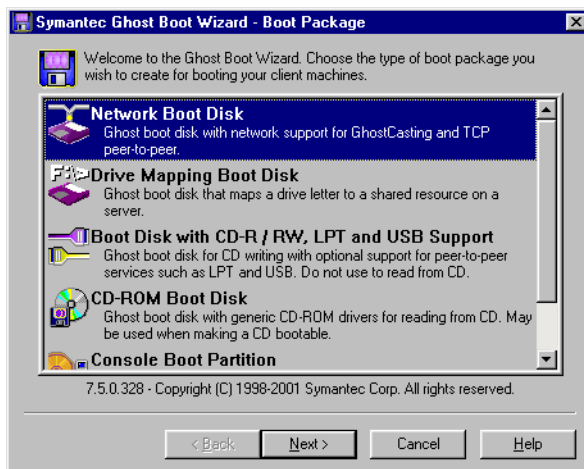 Symantec Ghost Boot Wizard - Boot Package
Welcome to the Ghost Boot Wizard. Choose the type of boot package you
wish to create for booting your client machines.
Network Boot Disk
Ghost boot disk with network support for GhostCasting and TCP
peer-to-peer.
F:\>Drive Mapping Boot Disk
Ghost boot disk that maps a drive letter to a shared resource on a
server.
Boot Disk with CD-R / RW, LPT and USB Support
Ghost boot disk for CD writing with optional support for peer-to-peer
services such as LPT and USB. Do not use to read from CD.
CD-ROM Boot Disk
Ghost boot disk with generic CD-ROM drivers for reading from CD. May
be used when making a CD bootable.
Console Boot Partition
7.5.0.328 - Copyright (C) 1998-2001 Symantec Corp. All rights reserved.
< Back
Next >
Cancel
Help